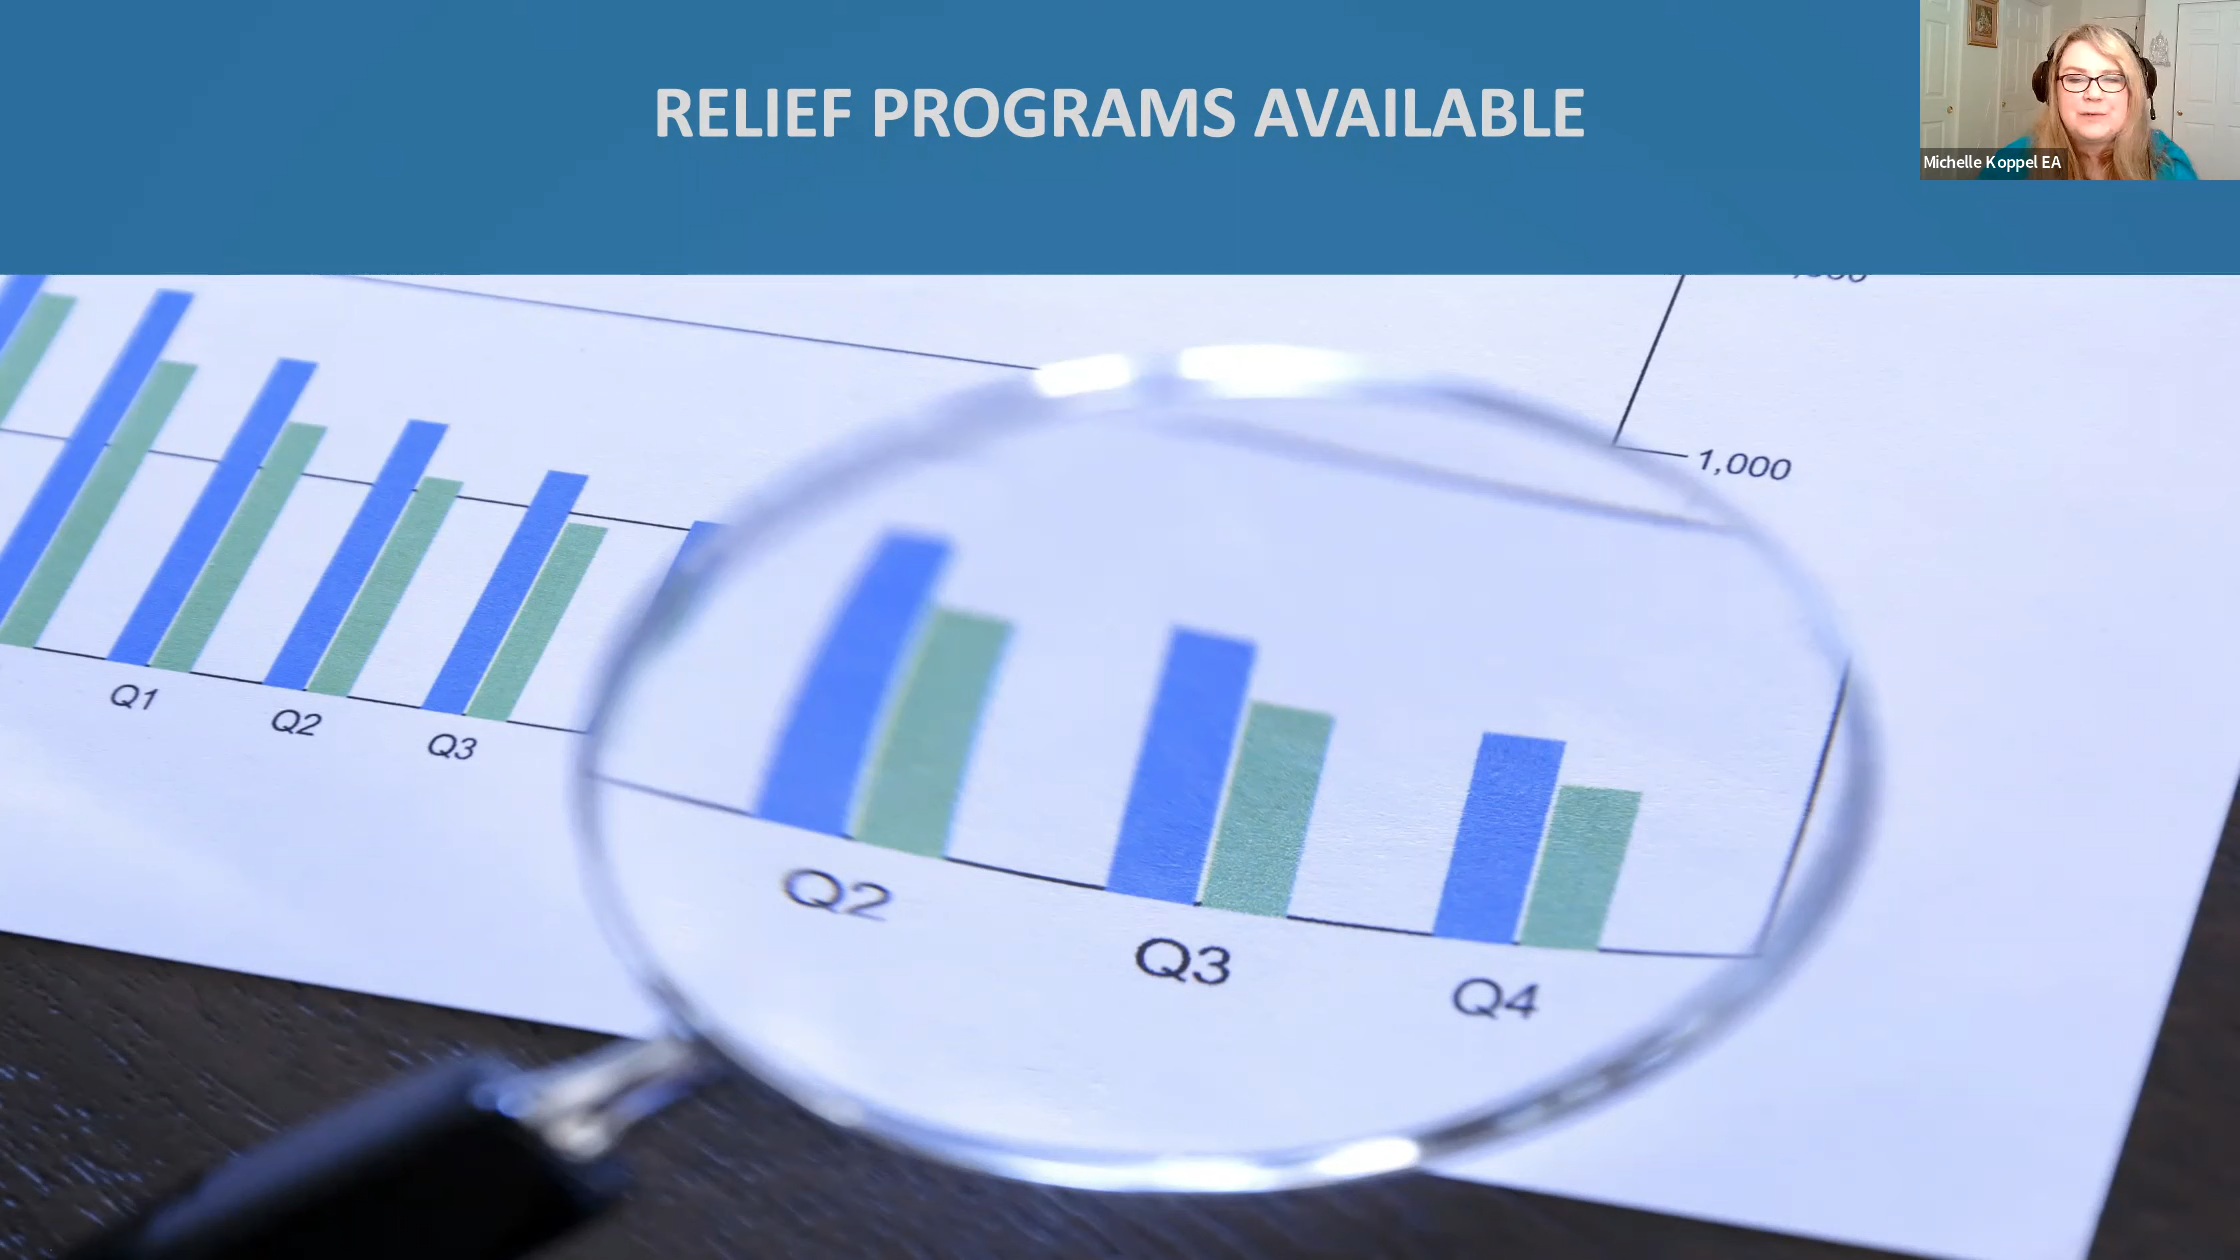 RELIEF PROGRAMS AVAILABLE
Michelle Koppel EA
1,000
Q1
Q2
Q3
Q2
Q3
Q4